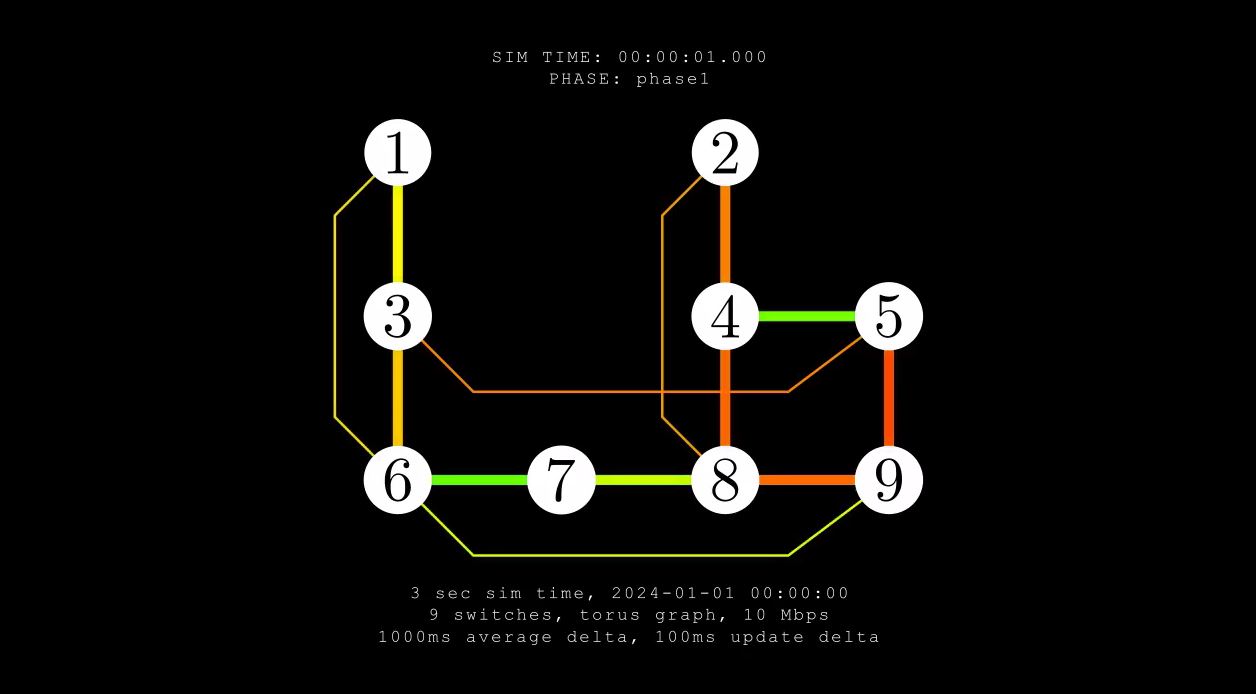 SIM TIME: 00:00:01.000
PHASE: phase1
1
2
3
4
5
6
7
8
9
3 sec sim time, 2024-01-01 00:00:00
9 switches, torus graph, 10 Mbps
1000ms average delta, 100ms update delta